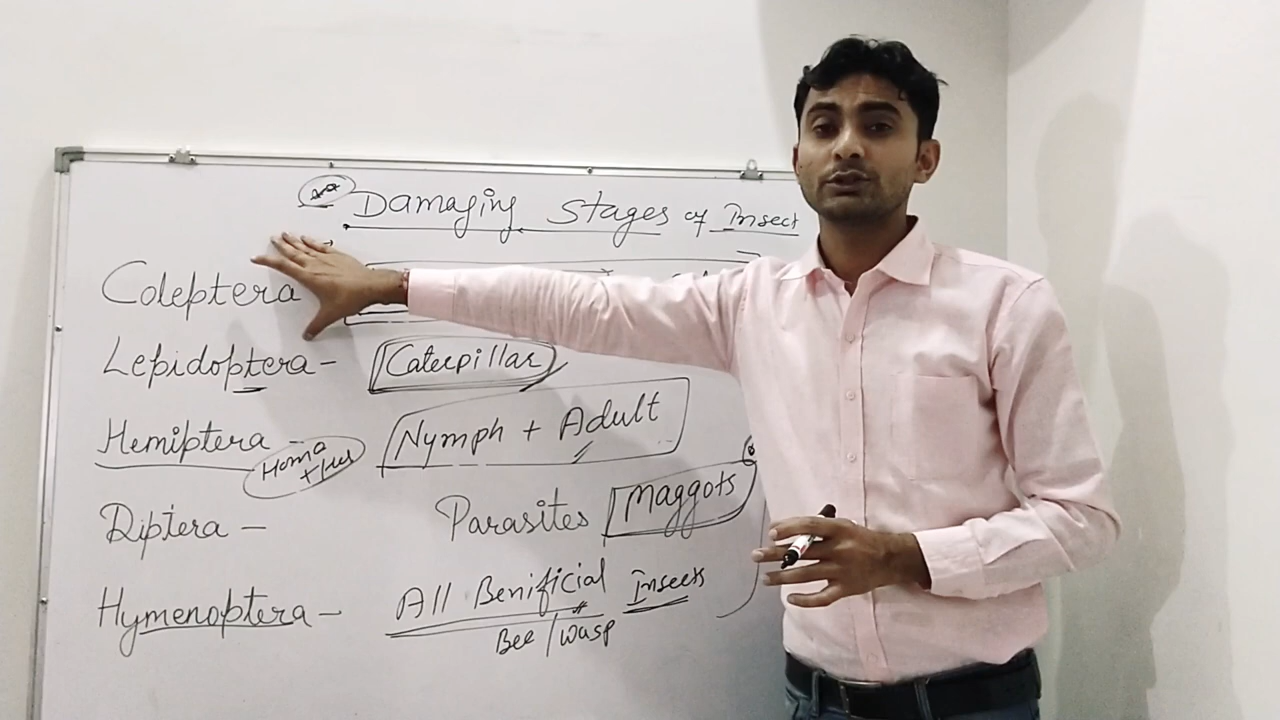 Damaging Stages of Insect
Coleptera
Lepidoptera - Caterpillar
Hemiptera - Nymph + Adult
Homo
Diptera - Parasites Maggots
Hymenoptera - All Benificial Insects
Bee / Wasp